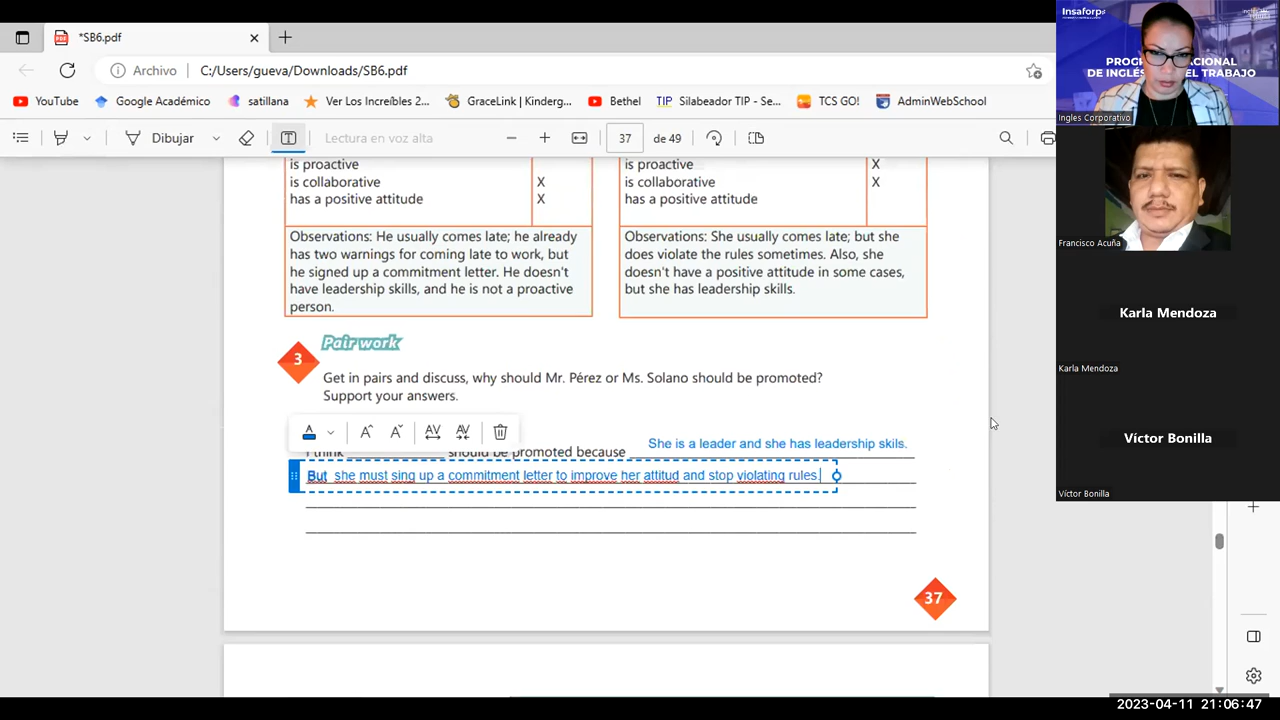 *SB6.pdf
Archivo
C:/Users/gueva/Downloads/SB6.pdf
YouTube
Google Académico
satillana
Ver Los Increíbles 2...
GraceLink | Kinderg...
Bethel
TIP Silabeador TIP - Se...
TCS GO!
AdminWebSchool
Dibujar
Lectura en voz alta
37 de 49
is proactive
is collaborative X
has a positive attitude X
Observations: He usually comes late; he already
has two warnings for coming late to work, but
he signed up a commitment letter. He doesn't
have leadership skills, and he is not a proactive
person.
is proactive X
is collaborative X
has a positive attitude
Observations: She usually comes late; but she
does violate the rules sometimes. Also, she
doesn't have a positive attitude in some cases,
but she has leadership skills.
3
Pair work
Get in pairs and discuss, why should Mr. Pérez or Ms. Solano should be promoted?
Support your answers.
I think should be promoted because She is a leader and she has leadership skils.
But she must sing up a commitment letter to improve her attitud and stop violating rules.
37
Insaforp
DE INGLÉS
EL TRABAJO
Ingles Corporativo
Francisco Acuña
Karla Mendoza
Karla Mendoza
Víctor Bonilla
Víctor Bonilla
2023-04-11 21:06:47